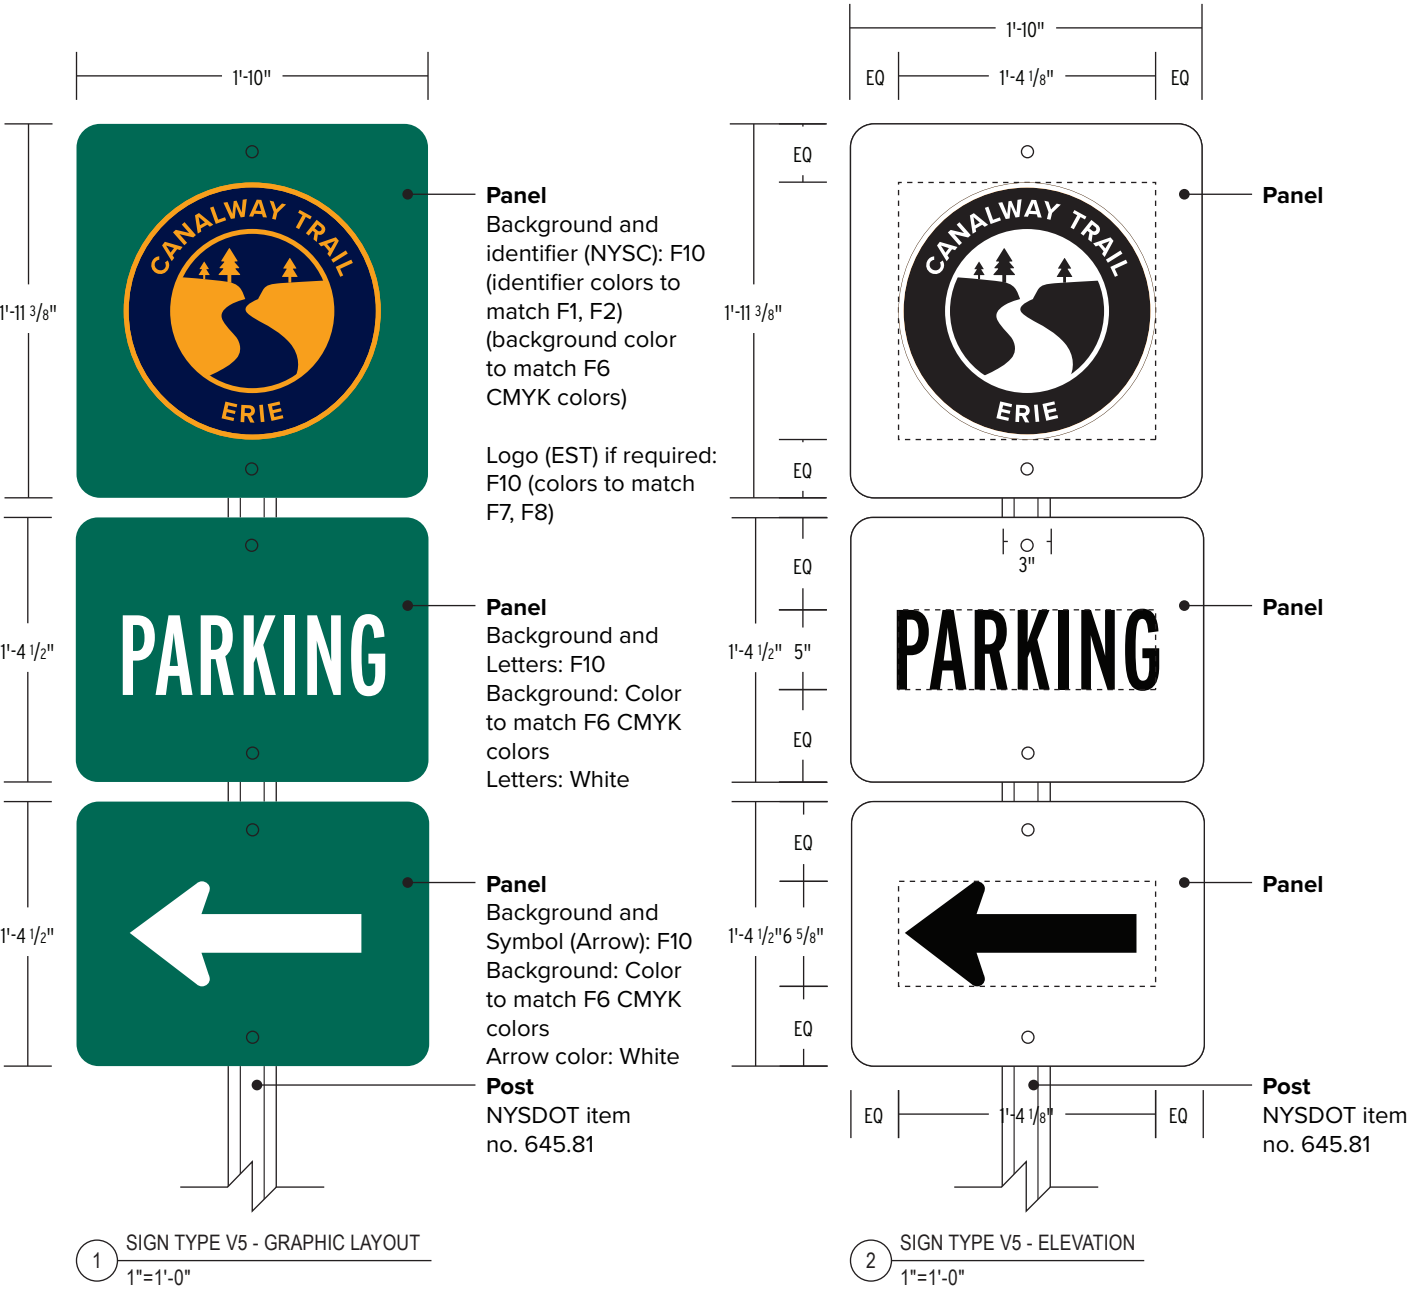 1'-10"
1'-11 3/8"
CANALWAY TRAIL
ERIE
Panel
Background and
identifier (NYSC): F10
(identifier colors to
match F1, F2)
(background color
to match F6
CMYK colors)
Logo (EST) if required:
F10 (colors to match
F7, F8)
1'-4 1/2"
PARKING
Panel
Background and
Letters: F10
Background: Color
to match F6 CMYK
colors
Letters: White
1'-4 1/2"
Panel
Background and
Symbol (Arrow): F10
Background: Color
to match F6 CMYK
colors
Arrow color: White
Post
NYSDOT item
no. 645.81
1 SIGN TYPE V5 - GRAPHIC LAYOUT
1"=1'-0"
1'-10"
EQ 1'-4 1/8" EQ
EQ
1'-11 3/8"
CANALWAY TRAIL
ERIE
EQ
Panel
3"
EQ
1'-4 1/2" 5"
PARKING
EQ
Panel
EQ
1'-4 1/2" 6 5/8"
EQ
Panel
EQ 1'-4 1/8" EQ
Post
NYSDOT item
no. 645.81
2 SIGN TYPE V5 - ELEVATION
1"=1'-0"